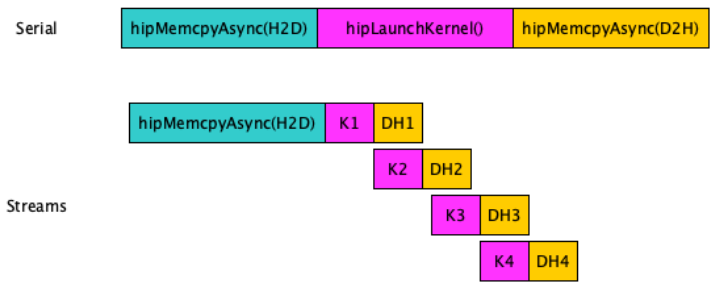 Serial hipMemcpyAsync(H2D) hipLaunchKernel() hipMemcpyAsync(D2H)
hipMemcpyAsync(H2D) K1 DH1
K2 DH2
Streams
K3 DH3
K4 DH4